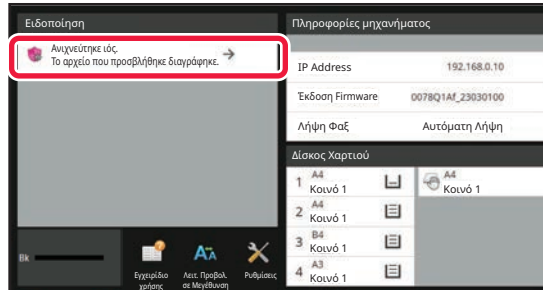 Ειδοποίηση
Ανιχνεύτηκε ιός.
Το αρχείο που προσβλήθηκε διαγράφηκε.
Πληροφορίες μηχανήματος
IP Address 192.168.0.10
Έκδοση Firmware 0078Q1Af_23030100
Λήψη Φαξ Αυτόματη Λήψη
Δίσκος Χαρτιού
1 A4
Κοινό 1
A4
Κοινό 1
2 A4
Κοινό 1
3 B4
Κοινό 1
4 A3
Κοινό 1
Bk
Εγχειρίδιο
χρήσης
Λειτ. Προβολ.
σε Μεγέθυνση
Ρυθμίσεις